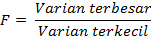 F = Varian terbesar / Varian terkecil